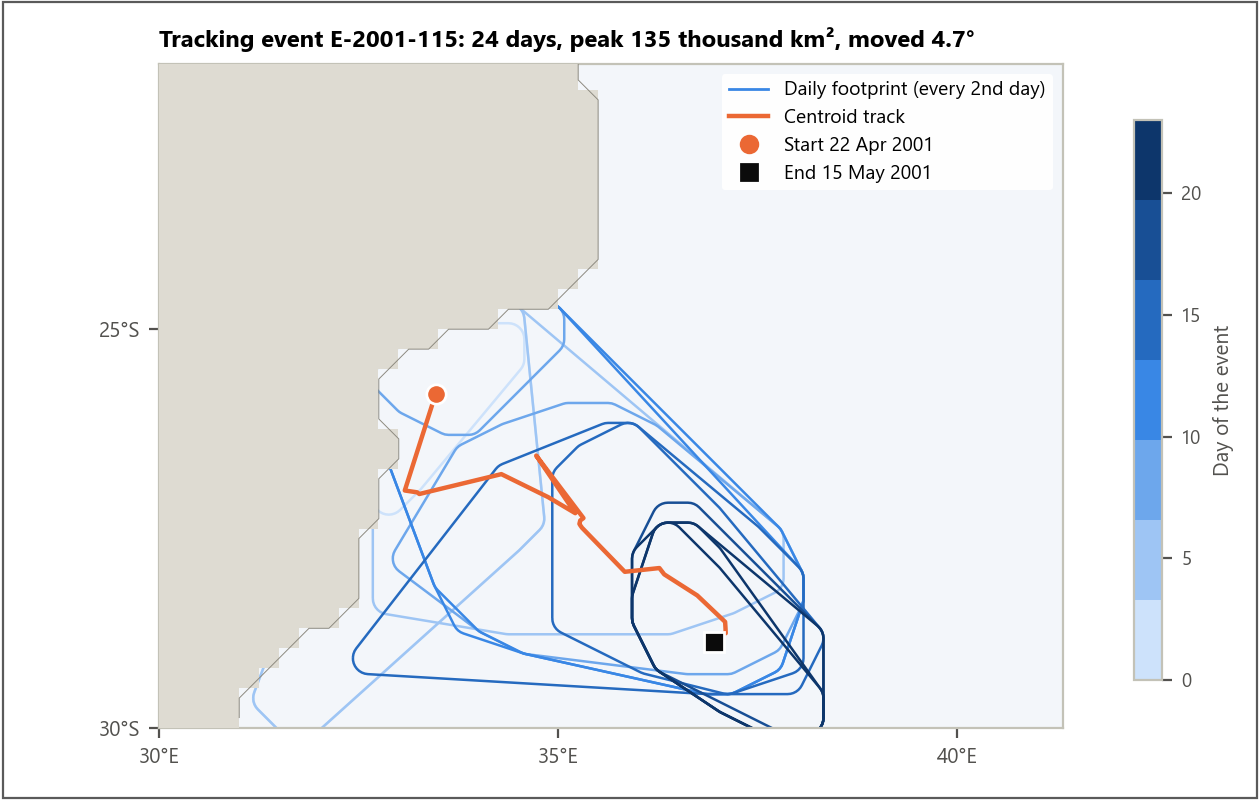 Tracking event E-2001-115: 24 days, peak 135 thousand km², moved 4.7°
Daily footprint (every 2nd day)
Centroid track
Start 22 Apr 2001
End 15 May 2001
25°S
30°S
30°E
35°E
40°E
20
15
10
5
0
Day of the event